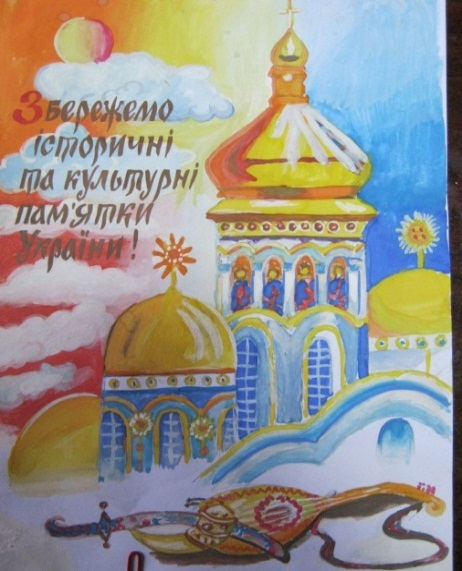 Збережемо
історичні
та культурні
пам'ятки
України!